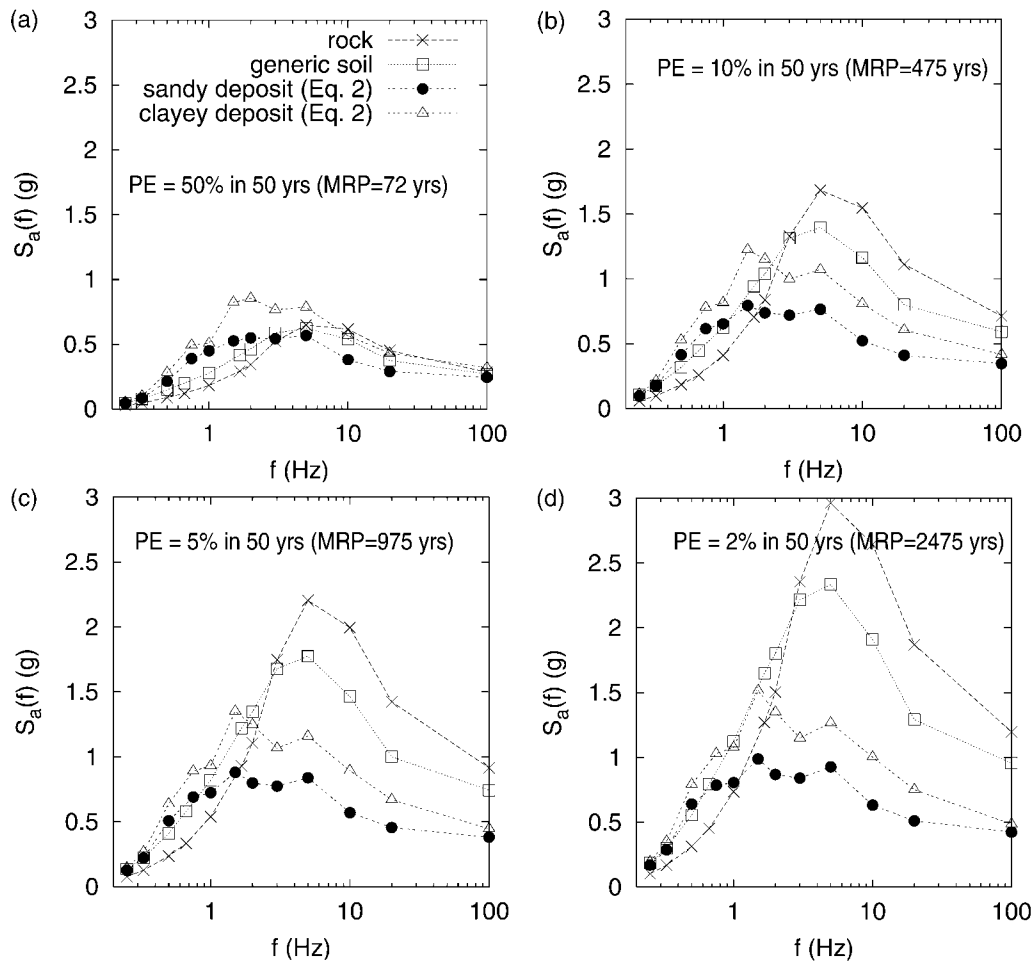 (a)
3
2.5
2
1.5
1
0.5
0
rock
generic soil
sandy deposit (Eq. 2)
clayey deposit (Eq. 2)
PE = 50% in 50 yrs (MRP=72 yrs)
Sa(f) (g)
1 10 100
f (Hz)
(b)
3
2.5
2
1.5
1
0.5
0
PE = 10% in 50 yrs (MRP=475 yrs)
Sa(f) (g)
1 10 100
f (Hz)
(c)
3
2.5
2
1.5
1
0.5
0
PE = 5% in 50 yrs (MRP=975 yrs)
Sa(f) (g)
1 10 100
f (Hz)
(d)
3
2.5
2
1.5
1
0.5
0
PE = 2% in 50 yrs (MRP=2475 yrs)
Sa(f) (g)
1 10 100
f (Hz)